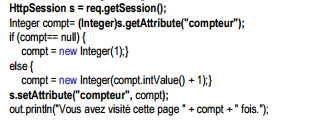 HttpSession s = req.getSession();
Integer compt= (Integer)s.getAttribute("compteur");
if (compt== null) {
compt = new Integer(1);}
else {
compt = new Integer(compt.intValue() + 1);}
s.setAttribute("compteur", compt);
out.println("Vous avez visité cette page " + compt + " fois.");